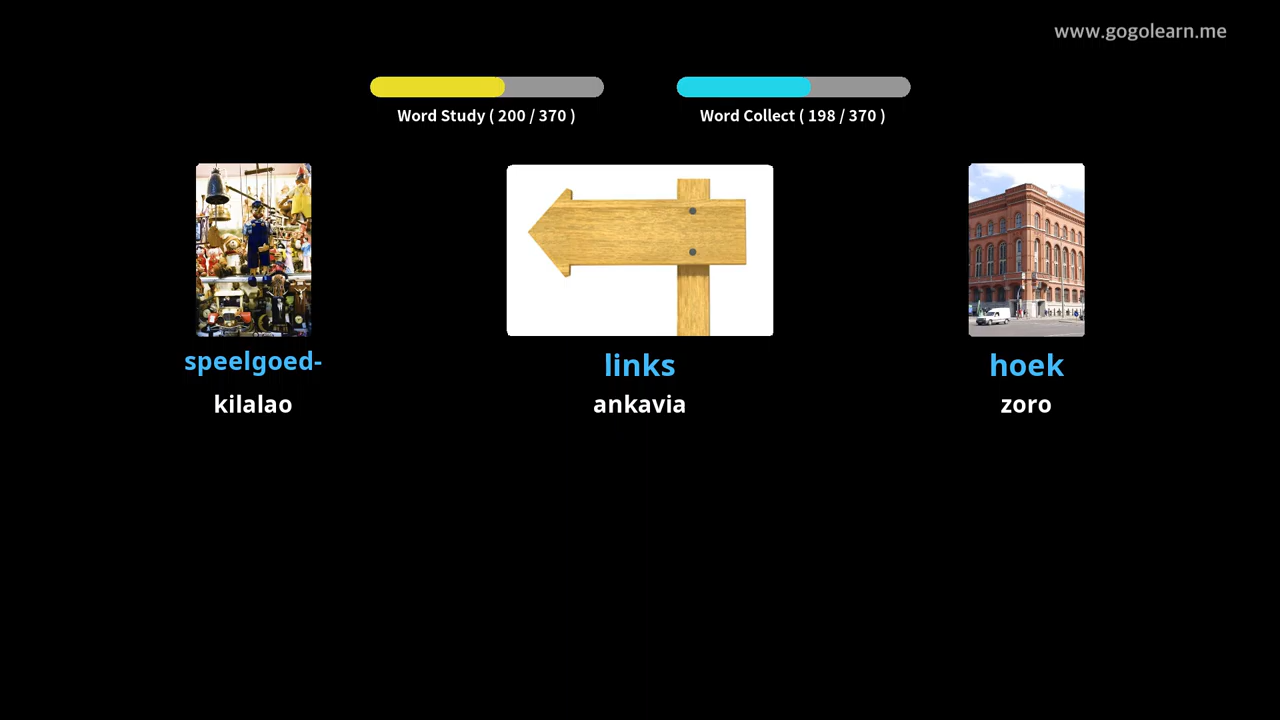 www.gogolearn.me
Word Study ( 200 / 370 )
Word Collect ( 198 / 370 )
speelgoed-
links
hoek
kilalao
ankavia
zoro